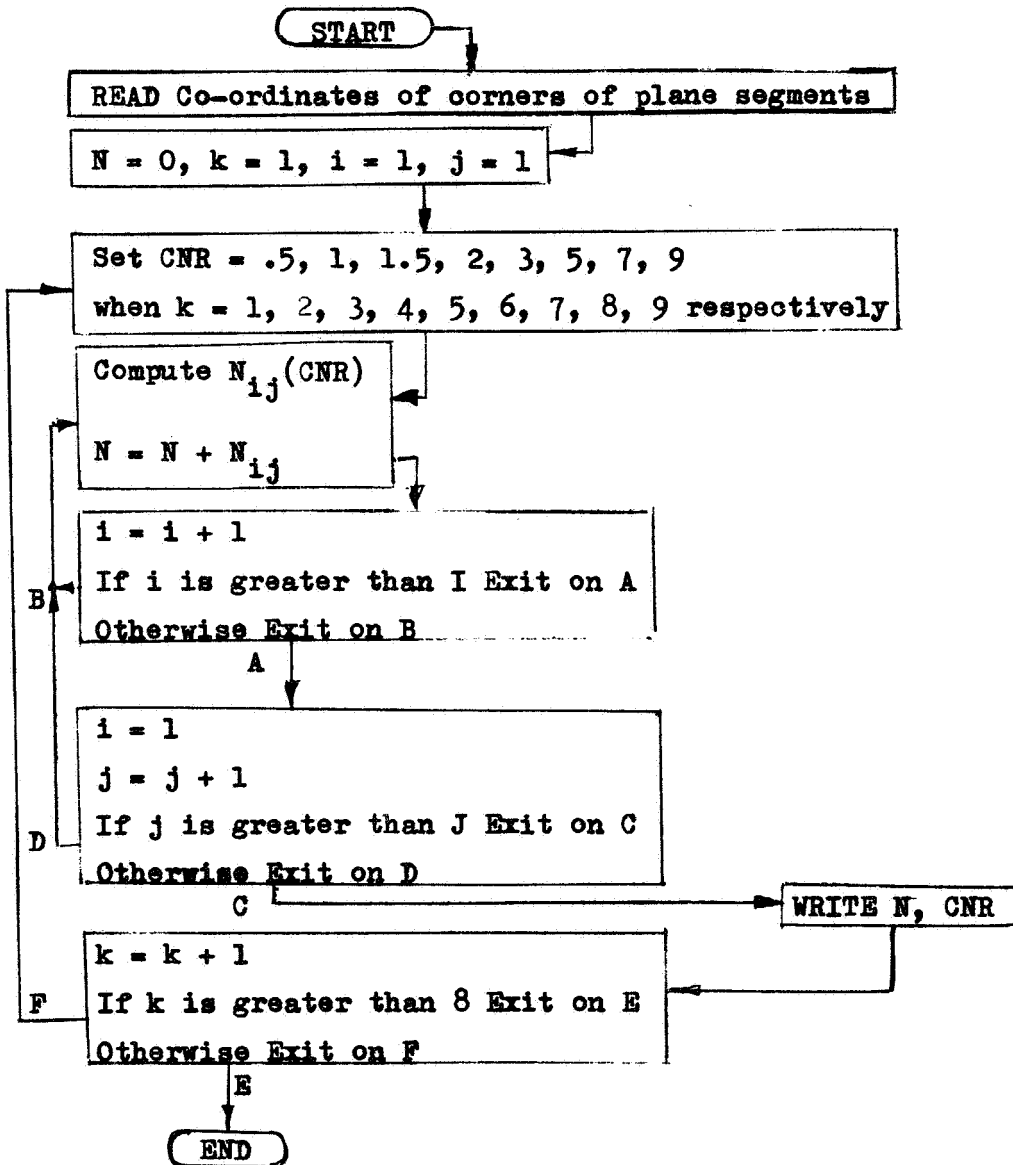 START
READ Co-ordinates of corners of plane segments
N = 0, k = 1, i = 1, j = 1
Set CNR = .5, 1, 1.5, 2, 3, 5, 7, 9
when k = 1, 2, 3, 4, 5, 6, 7, 8, 9 respectively
Compute N_ij(CNR)
N = N + N_ij
i = i + 1
If i is greater than I Exit on A
Otherwise Exit on B
B
A
i = 1
j = j + 1
If j is greater than J Exit on C
Otherwise Exit on D
D
C
WRITE N, CNR
k = k + 1
If k is greater than 8 Exit on E
Otherwise Exit on F
F
E
END